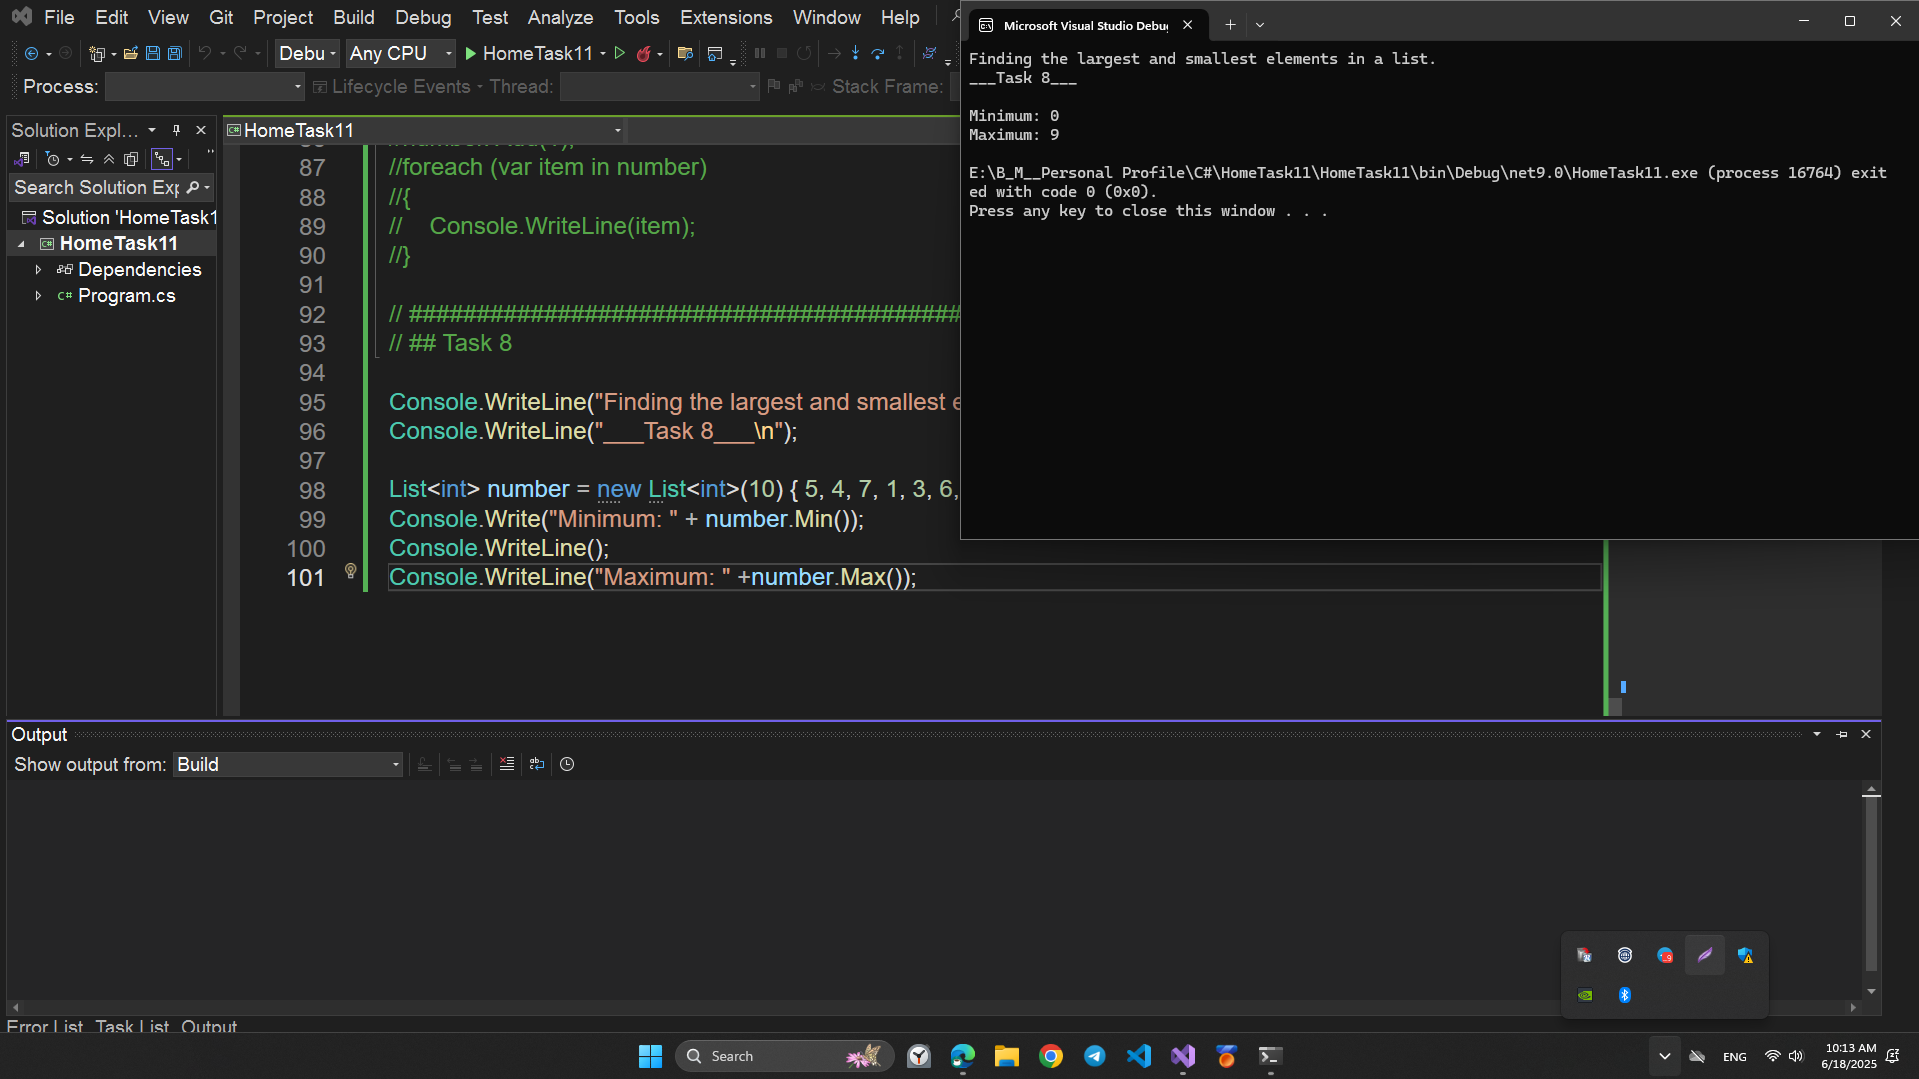 File Edit View Git Project Build Debug Test Analyze Tools Extensions Window Help
Debu Any CPU HomeTask11
Process: Lifecycle Events Thread: Stack Frame:
Solution Expl...
Search Solution Exp
Solution 'HomeTask1
HomeTask11
Dependencies
Program.cs
HomeTask11
87 //foreach (var item in number)
88 //{
89 // Console.WriteLine(item);
90 //}
91
92 // #########################################
93 // ## Task 8
94
95 Console.WriteLine("Finding the largest and smallest e
96 Console.WriteLine("___Task 8___\n");
97
98 List<int> number = new List<int>(10) { 5, 4, 7, 1, 3, 6,
99 Console.Write("Minimum: " + number.Min());
100 Console.WriteLine();
101 Console.WriteLine("Maximum: " +number.Max());
Microsoft Visual Studio Debug
Finding the largest and smallest elements in a list.
___Task 8___
Minimum: 0
Maximum: 9
E:\B_M__Personal Profile\C#\HomeTask11\HomeTask11\bin\Debug\net9.0\HomeTask11.exe (process 16764) exit
ed with code 0 (0x0).
Press any key to close this window . . .
Output
Show output from: Build
Error List Task List Output
Search
ENG
10:13 AM
6/18/2025